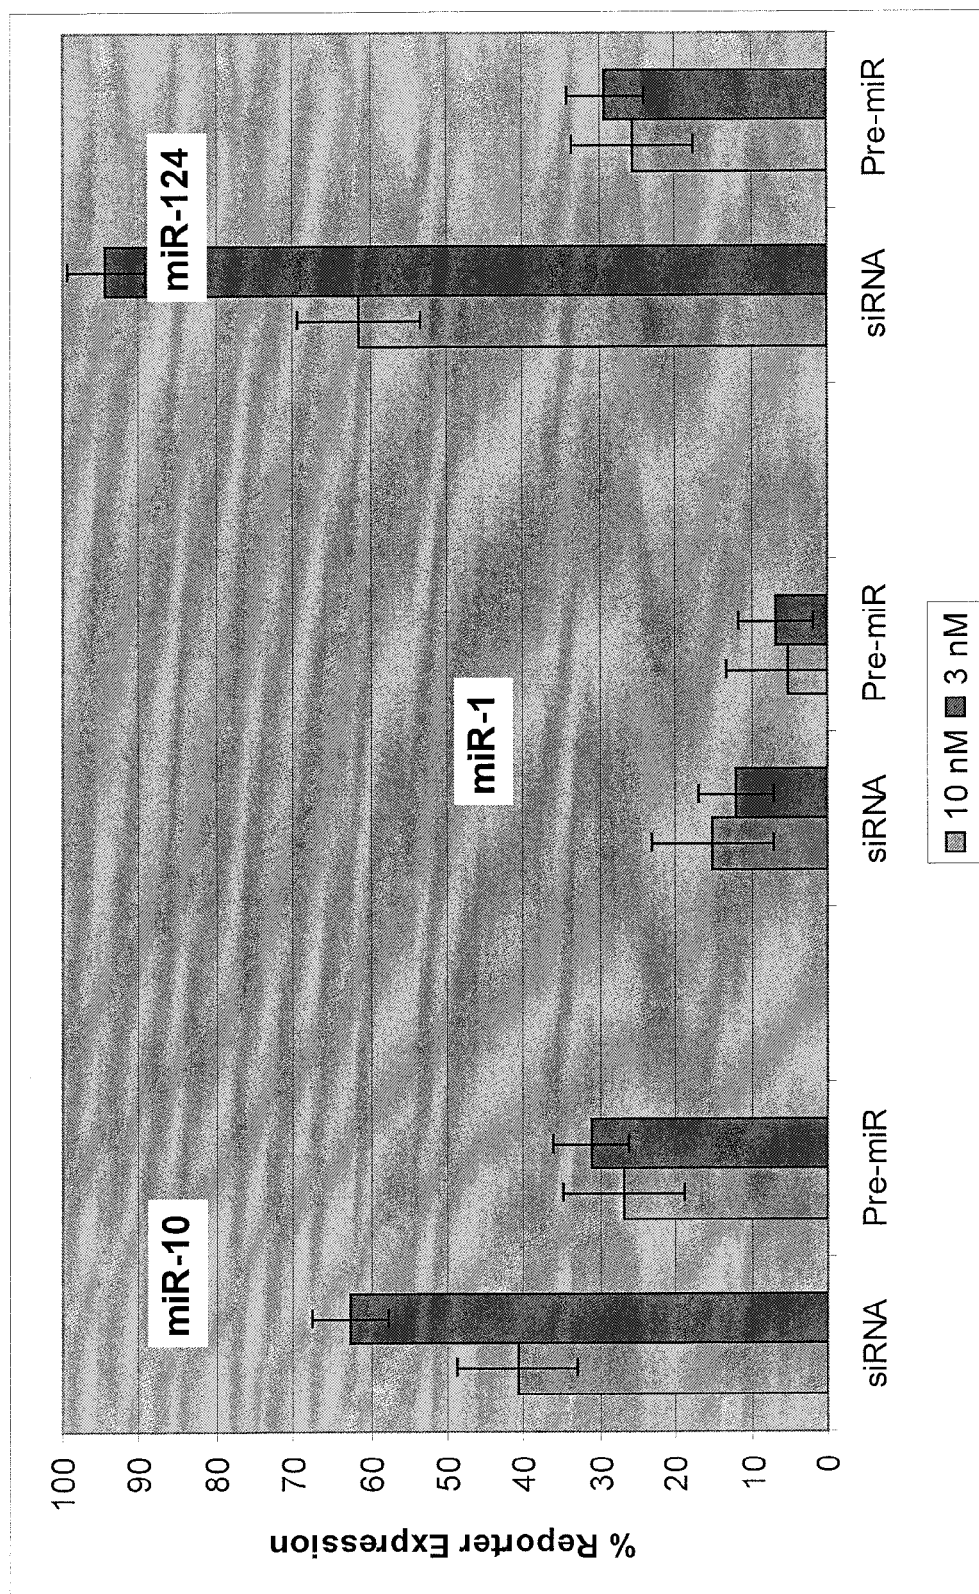 % Reporter Expression
100
90
80
70
60
50
40
30
20
10
0
miR-10
miR-1
miR-124
siRNA
Pre-miR
siRNA
Pre-miR
siRNA
Pre-miR
10 nM
3 nM